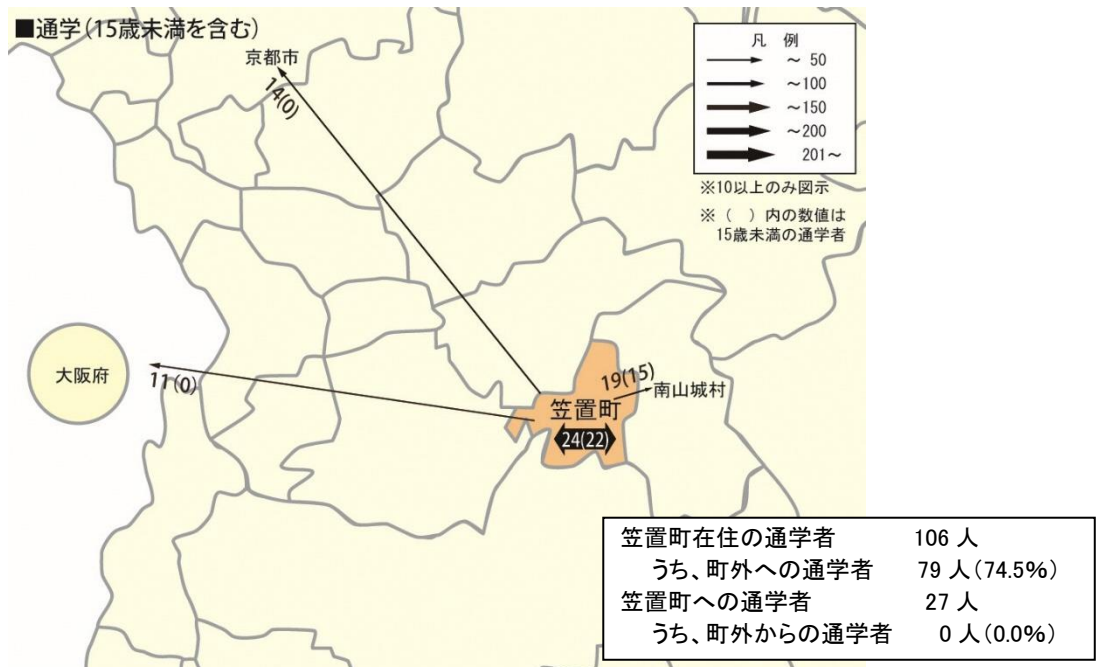 ■通学(15歳未満を含む)
京都市
14(0)
凡 例
～ 50
～100
～150
～200
201～
※10以上のみ図示
※( )内の数値は
15歳未満の通学者
大阪府
11(0)
19(15)
南山城村
笠置町
24(22)
笠置町在住の通学者 106 人
うち、町外への通学者 79 人(74.5%)
笠置町への通学者 27 人
うち、町外からの通学者 0 人(0.0%)